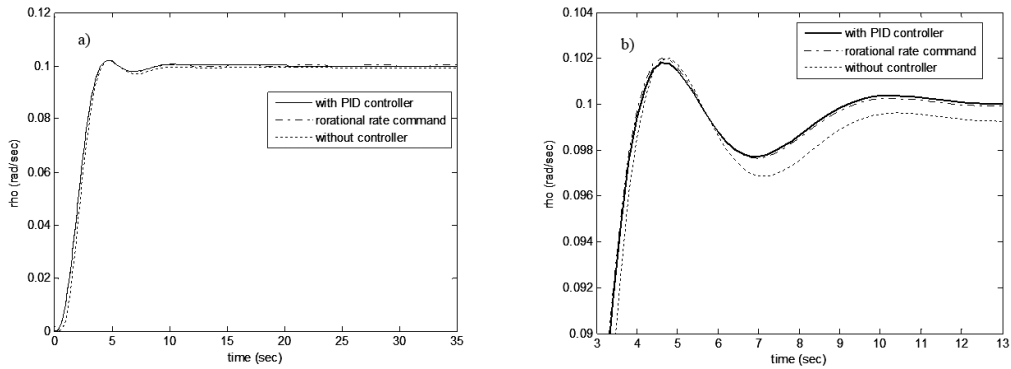 a)
0.12
0.1
0.08
0.06
0.04
0.02
0
rho (rad/sec)
with PID controller
rorational rate command
without controller
0 5 10 15 20 25 30 35
time (sec)
b)
0.104
0.102
0.1
0.098
0.096
0.094
0.092
0.09
rho (rad/sec)
with PID controller
rorational rate command
without controller
3 4 5 6 7 8 9 10 11 12 13
time (sec)